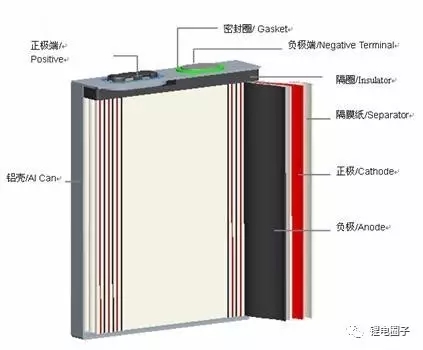 密封圈/ Gasket
正极端/
Positive
负极端/Negative Terminal
隔圈/Insulator
隔膜纸/Separator
正极/Cathode
铝壳/Al Can
负极/Anode
锂电圈子